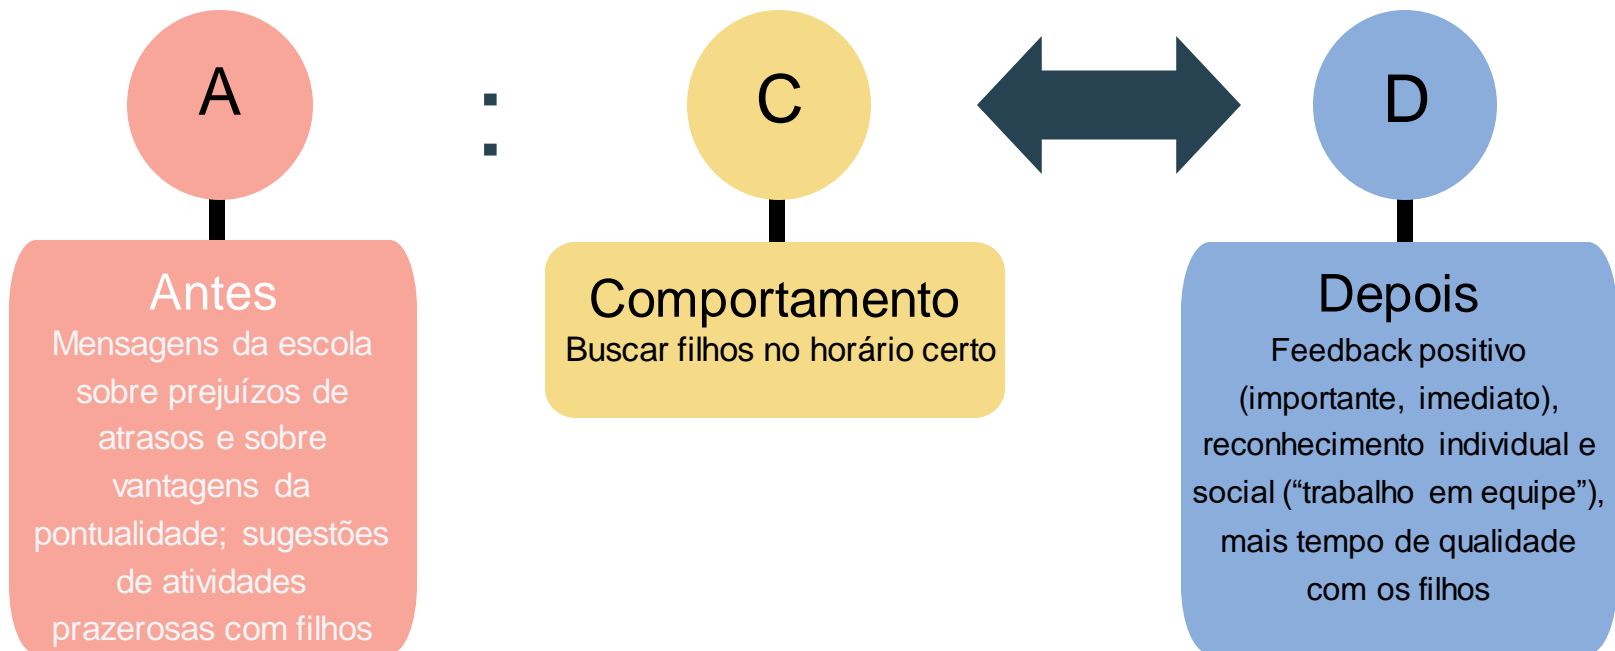 A
:
C
D
Antes
Mensagens da escola
sobre prejuízos de
atrasos e sobre
vantagens da
pontualidade; sugestões
de atividades
prazerosas com filhos
Comportamento
Buscar filhos no horário certo
Depois
Feedback positivo
(importante, imediato),
reconhecimento individual e
social (“trabalho em equipe”),
mais tempo de qualidade
com os filhos